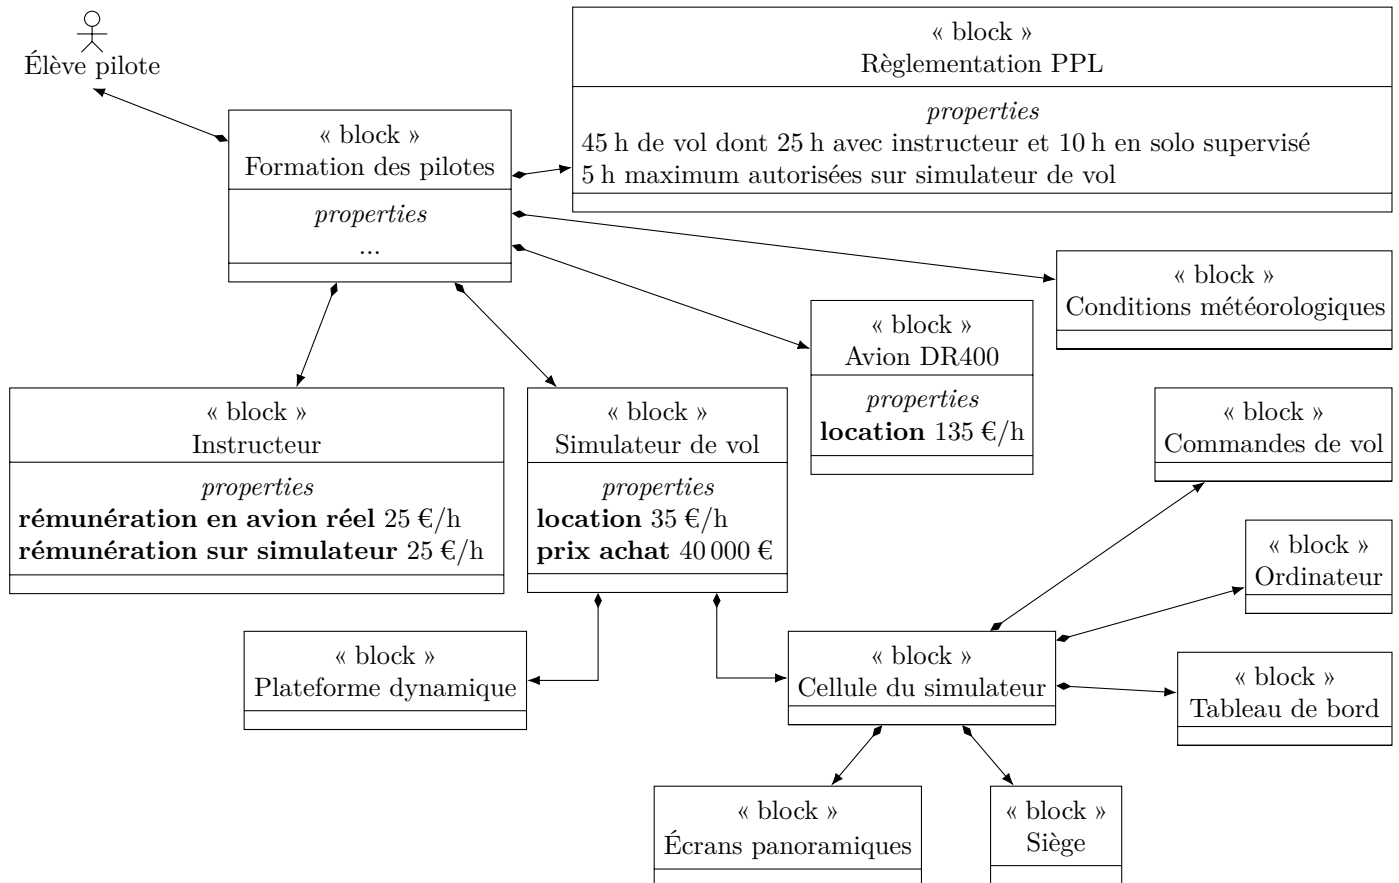 Élève pilote
« block »
Règlementation PPL
properties
45 h de vol dont 25 h avec instructeur et 10 h en solo supervisé
5 h maximum autorisées sur simulateur de vol
« block »
Formation des pilotes
properties
...
« block »
Conditions météorologiques
« block »
Avion DR400
properties
location 135 €/h
« block »
Instructeur
properties
rémunération en avion réel 25 €/h
rémunération sur simulateur 25 €/h
« block »
Simulateur de vol
properties
location 35 €/h
prix achat 40 000 €
« block »
Commandes de vol
« block »
Ordinateur
« block »
Plateforme dynamique
« block »
Cellule du simulateur
« block »
Tableau de bord
« block »
Écrans panoramiques
« block »
Siège